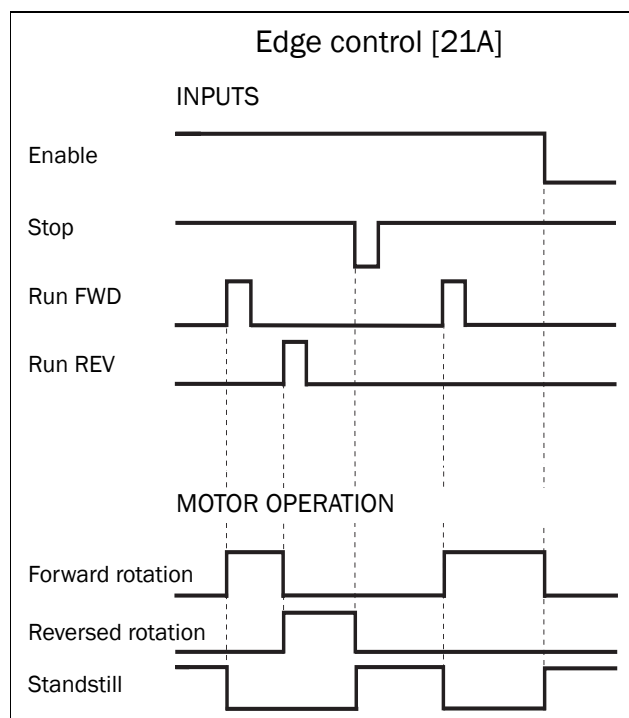 Edge control [21A]
INPUTS
Enable
Stop
Run FWD
Run REV
MOTOR OPERATION
Forward rotation
Reversed rotation
Standstill